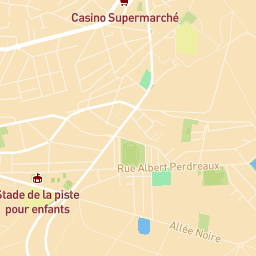 Casino Supermarché
Rue Albert Perdreaux
Stade de la piste
pour enfants
Allée Noire